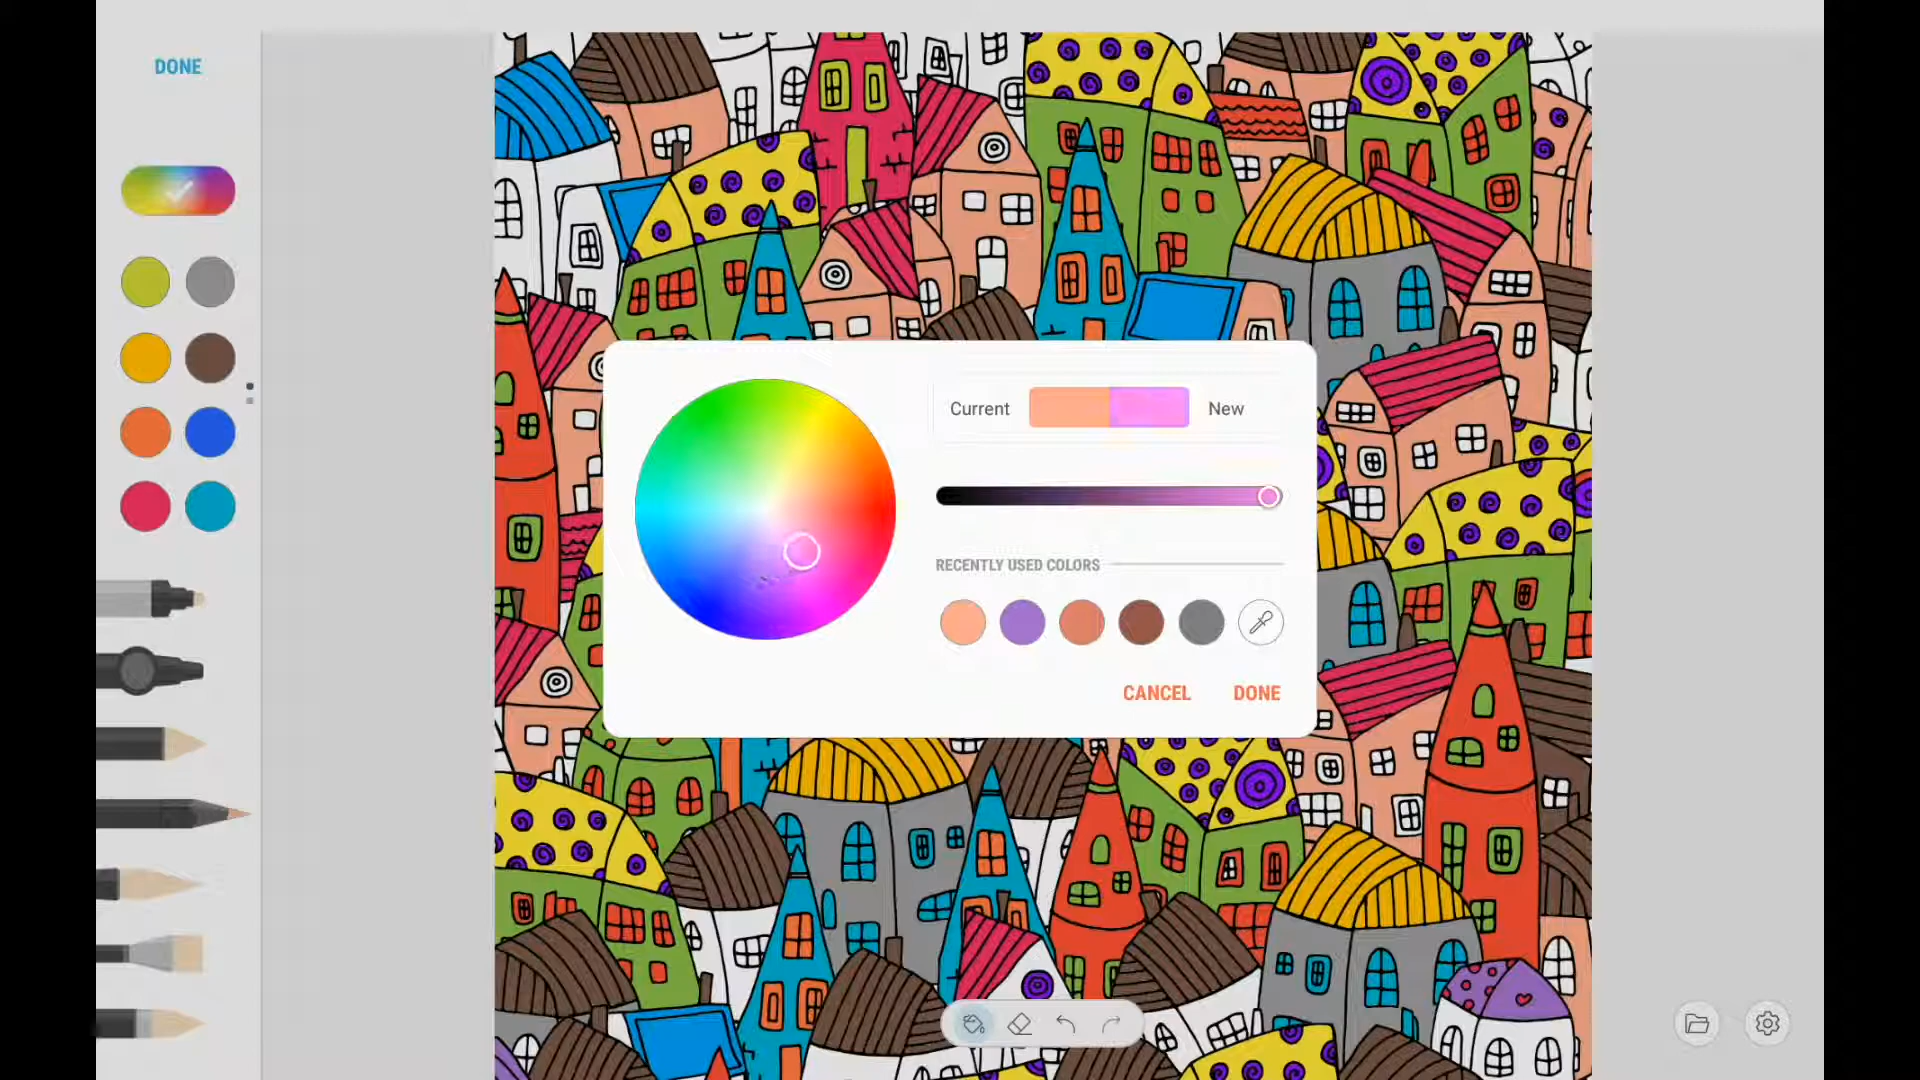 DONE
Current
New
RECENTLY USED COLORS
CANCEL
DONE